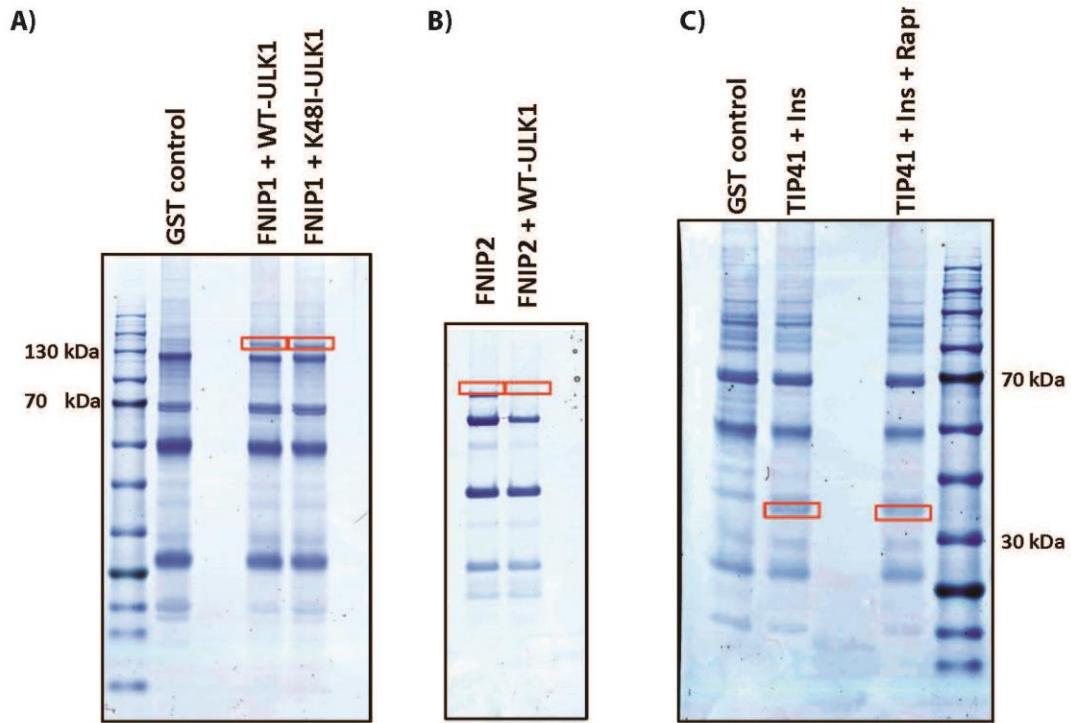 A)
GST control
FNIP1 + WT-ULK1
FNIP1 + K48I-ULK1
130 kDa
70 kDa
B)
FNIP2
FNIP2 + WT-ULK1
C)
GST control
TIP41 + Ins
TIP41 + Ins + Rapr
70 kDa
30 kDa